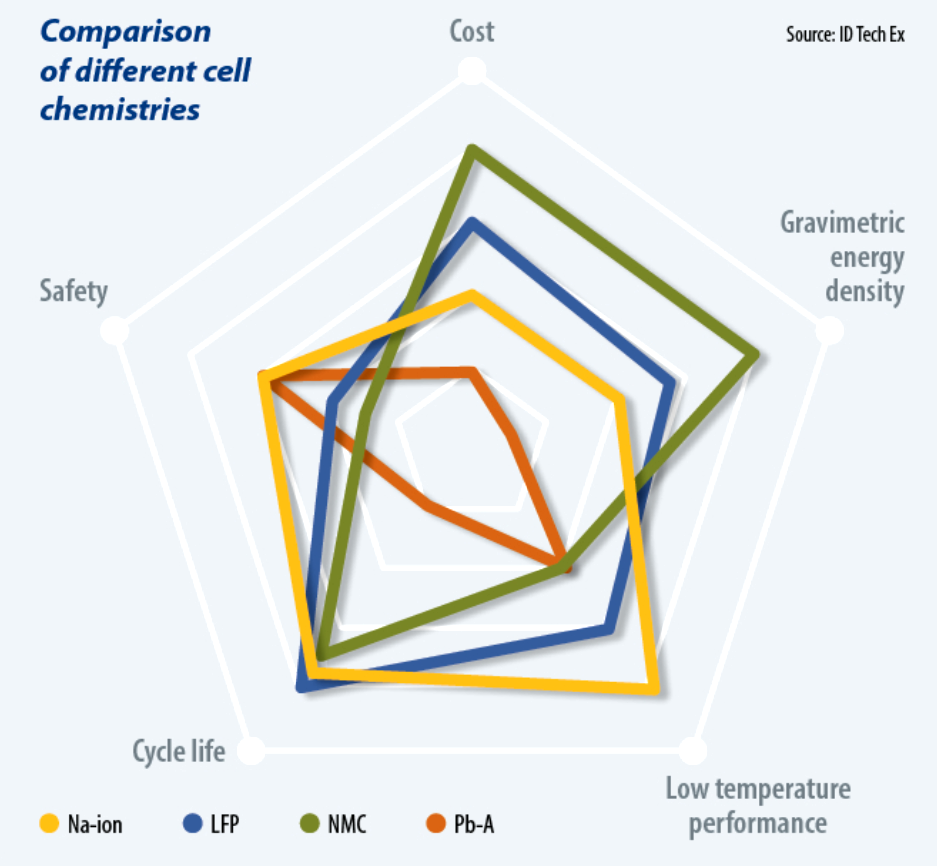 Comparison
of different cell
chemistries
Cost
Source: ID Tech Ex
Gravimetric
energy
density
Safety
Cycle life
Low temperature
performance
Na-ion
LFP
NMC
Pb-A